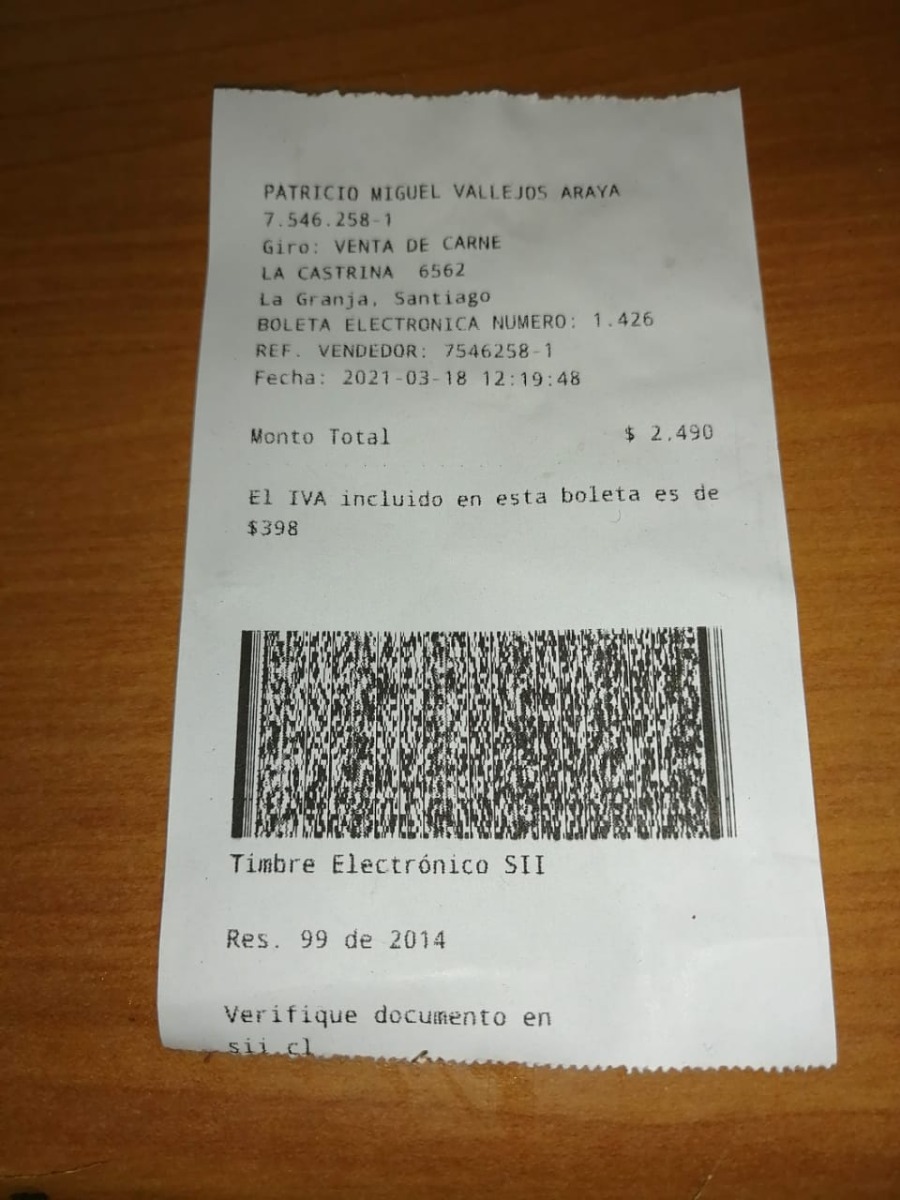 PATRICIO MIGUEL VALLEJOS ARAYA
7.546.258-1
Giro: VENTA DE CARNE
LA CASTRINA 6562
La Granja, Santiago
BOLETA ELECTRONICA NUMERO: 1.426
REF. VENDEDOR: 7546258-1
Fecha: 2021-03-18 12:19:48
Monto Total $ 2.490
El IVA incluido en esta boleta es de
$398
Timbre Electrónico SII
Res. 99 de 2014
Verifique documento en
sii.cl